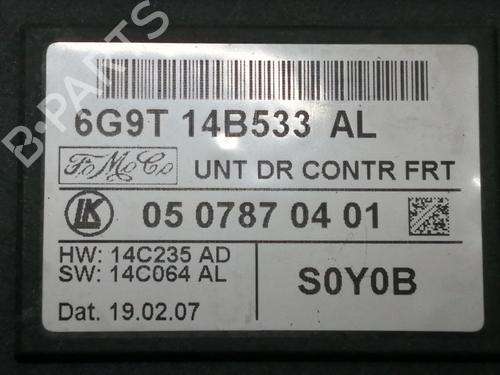 B-PARTS
6G9T 14B533 AL
FoMoCo UNT DR CONTR FRT
LK 05 0787 04 01
HW: 14C235 AD
SW: 14C064 AL
S0Y0B
Dat. 19.02.07